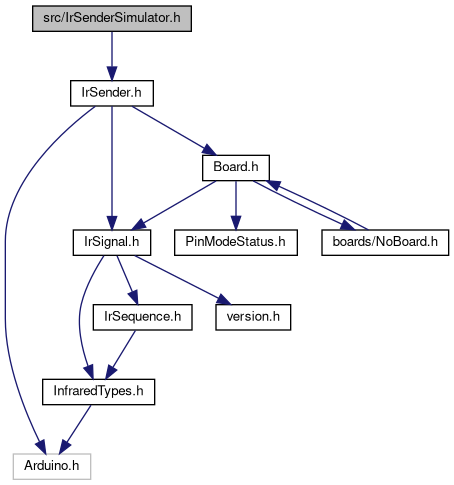 src/IrSenderSimulator.h
IrSender.h
Board.h
IrSignal.h
PinModeStatus.h
boards/NoBoard.h
IrSequence.h
version.h
InfraredTypes.h
Arduino.h